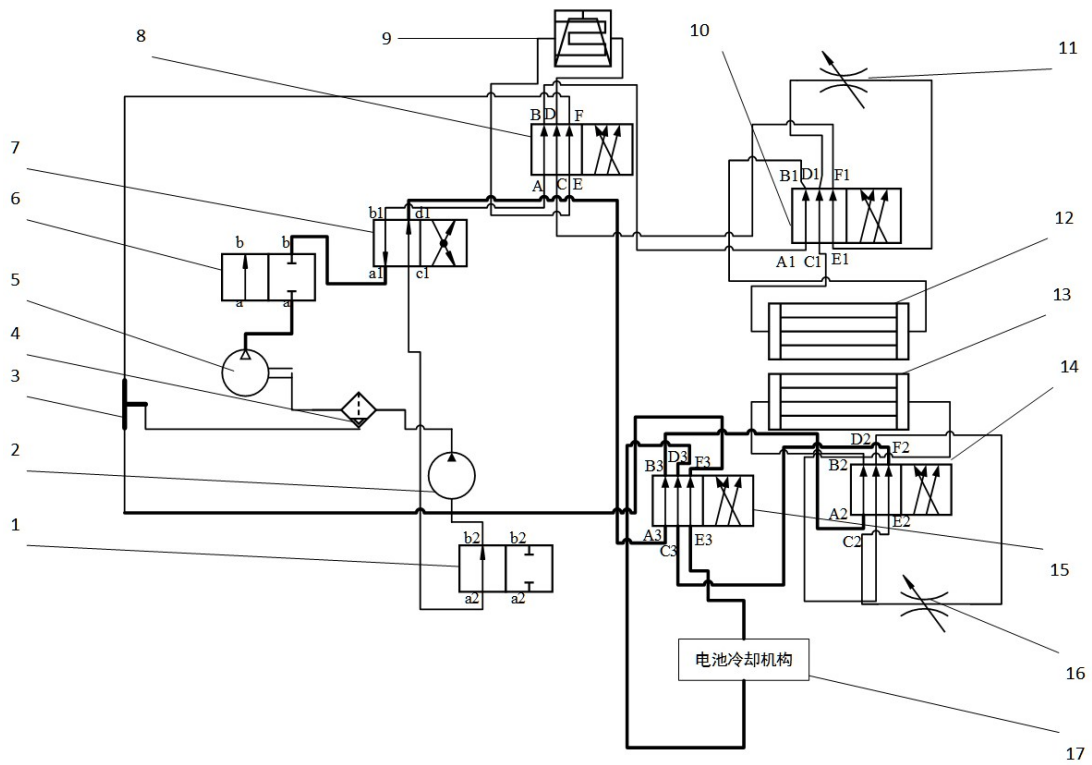 9
8
10
11
7
6
5
4
3
2
1
12
13
14
15
16
17
B D F
A C E
b1 d1
a1 c1
b b
a a
B1 D1 F1
A1 C1 E1
D2
B2 F2
A2 E2
C2
D3
B3 F3
A3 E3
C3
b2 b2
a2 a2
电池冷却机构